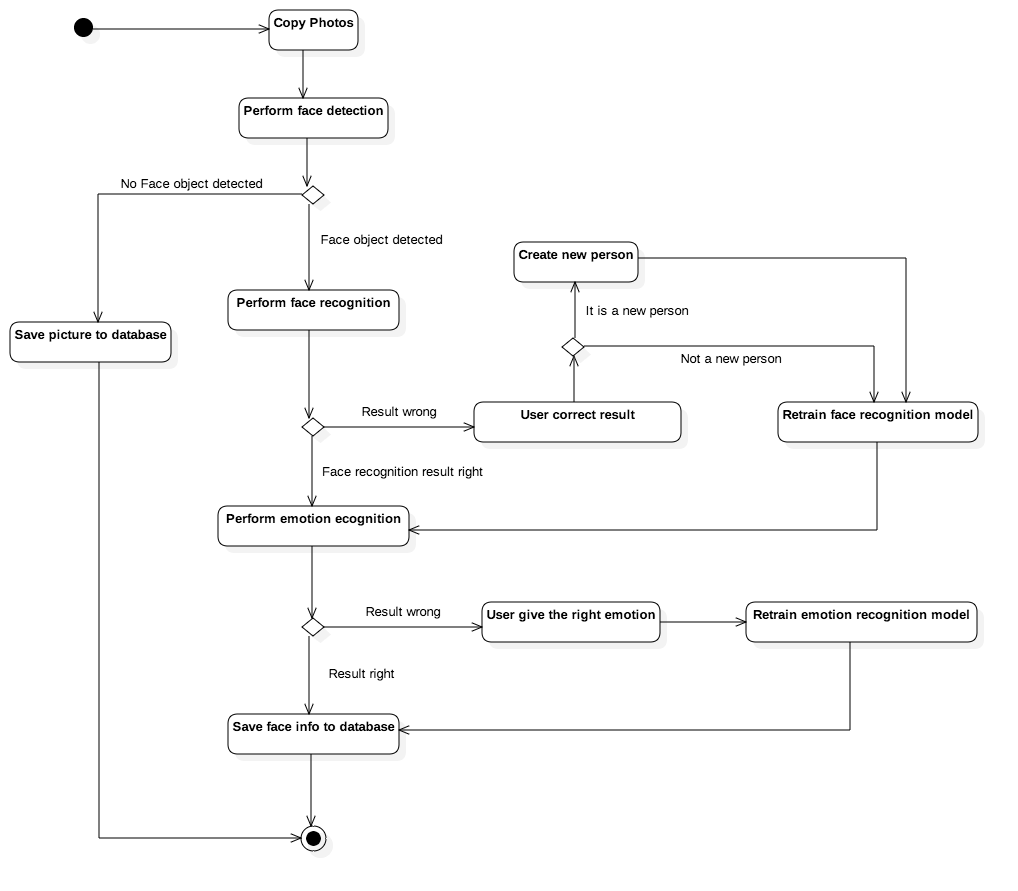 Copy Photos
Perform face detection
No Face object detected
Face object detected
Create new person
Perform face recognition
It is a new person
Save picture to database
Not a new person
Result wrong
User correct result
Retrain face recognition model
Face recognition result right
Perform emotion ecognition
Result wrong
User give the right emotion
Retrain emotion recognition model
Result right
Save face info to database